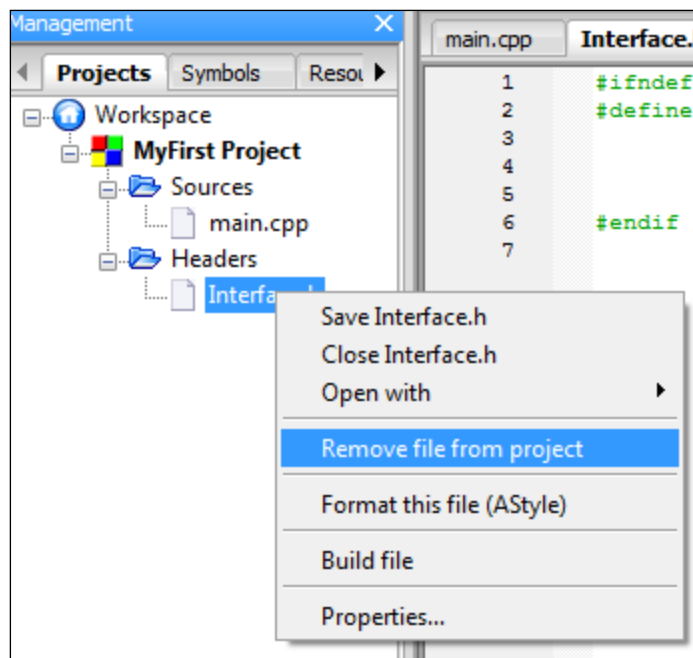 Management
Projects Symbols
Workspace
MyFirst Project
Sources
main.cpp
Headers
main.cpp Interface.
1 #ifndef
2 #define
3
4
5
6 #endif
7
Save Interface.h
Close Interface.h
Open with
Remove file from project
Format this file (AStyle)
Build file
Properties...